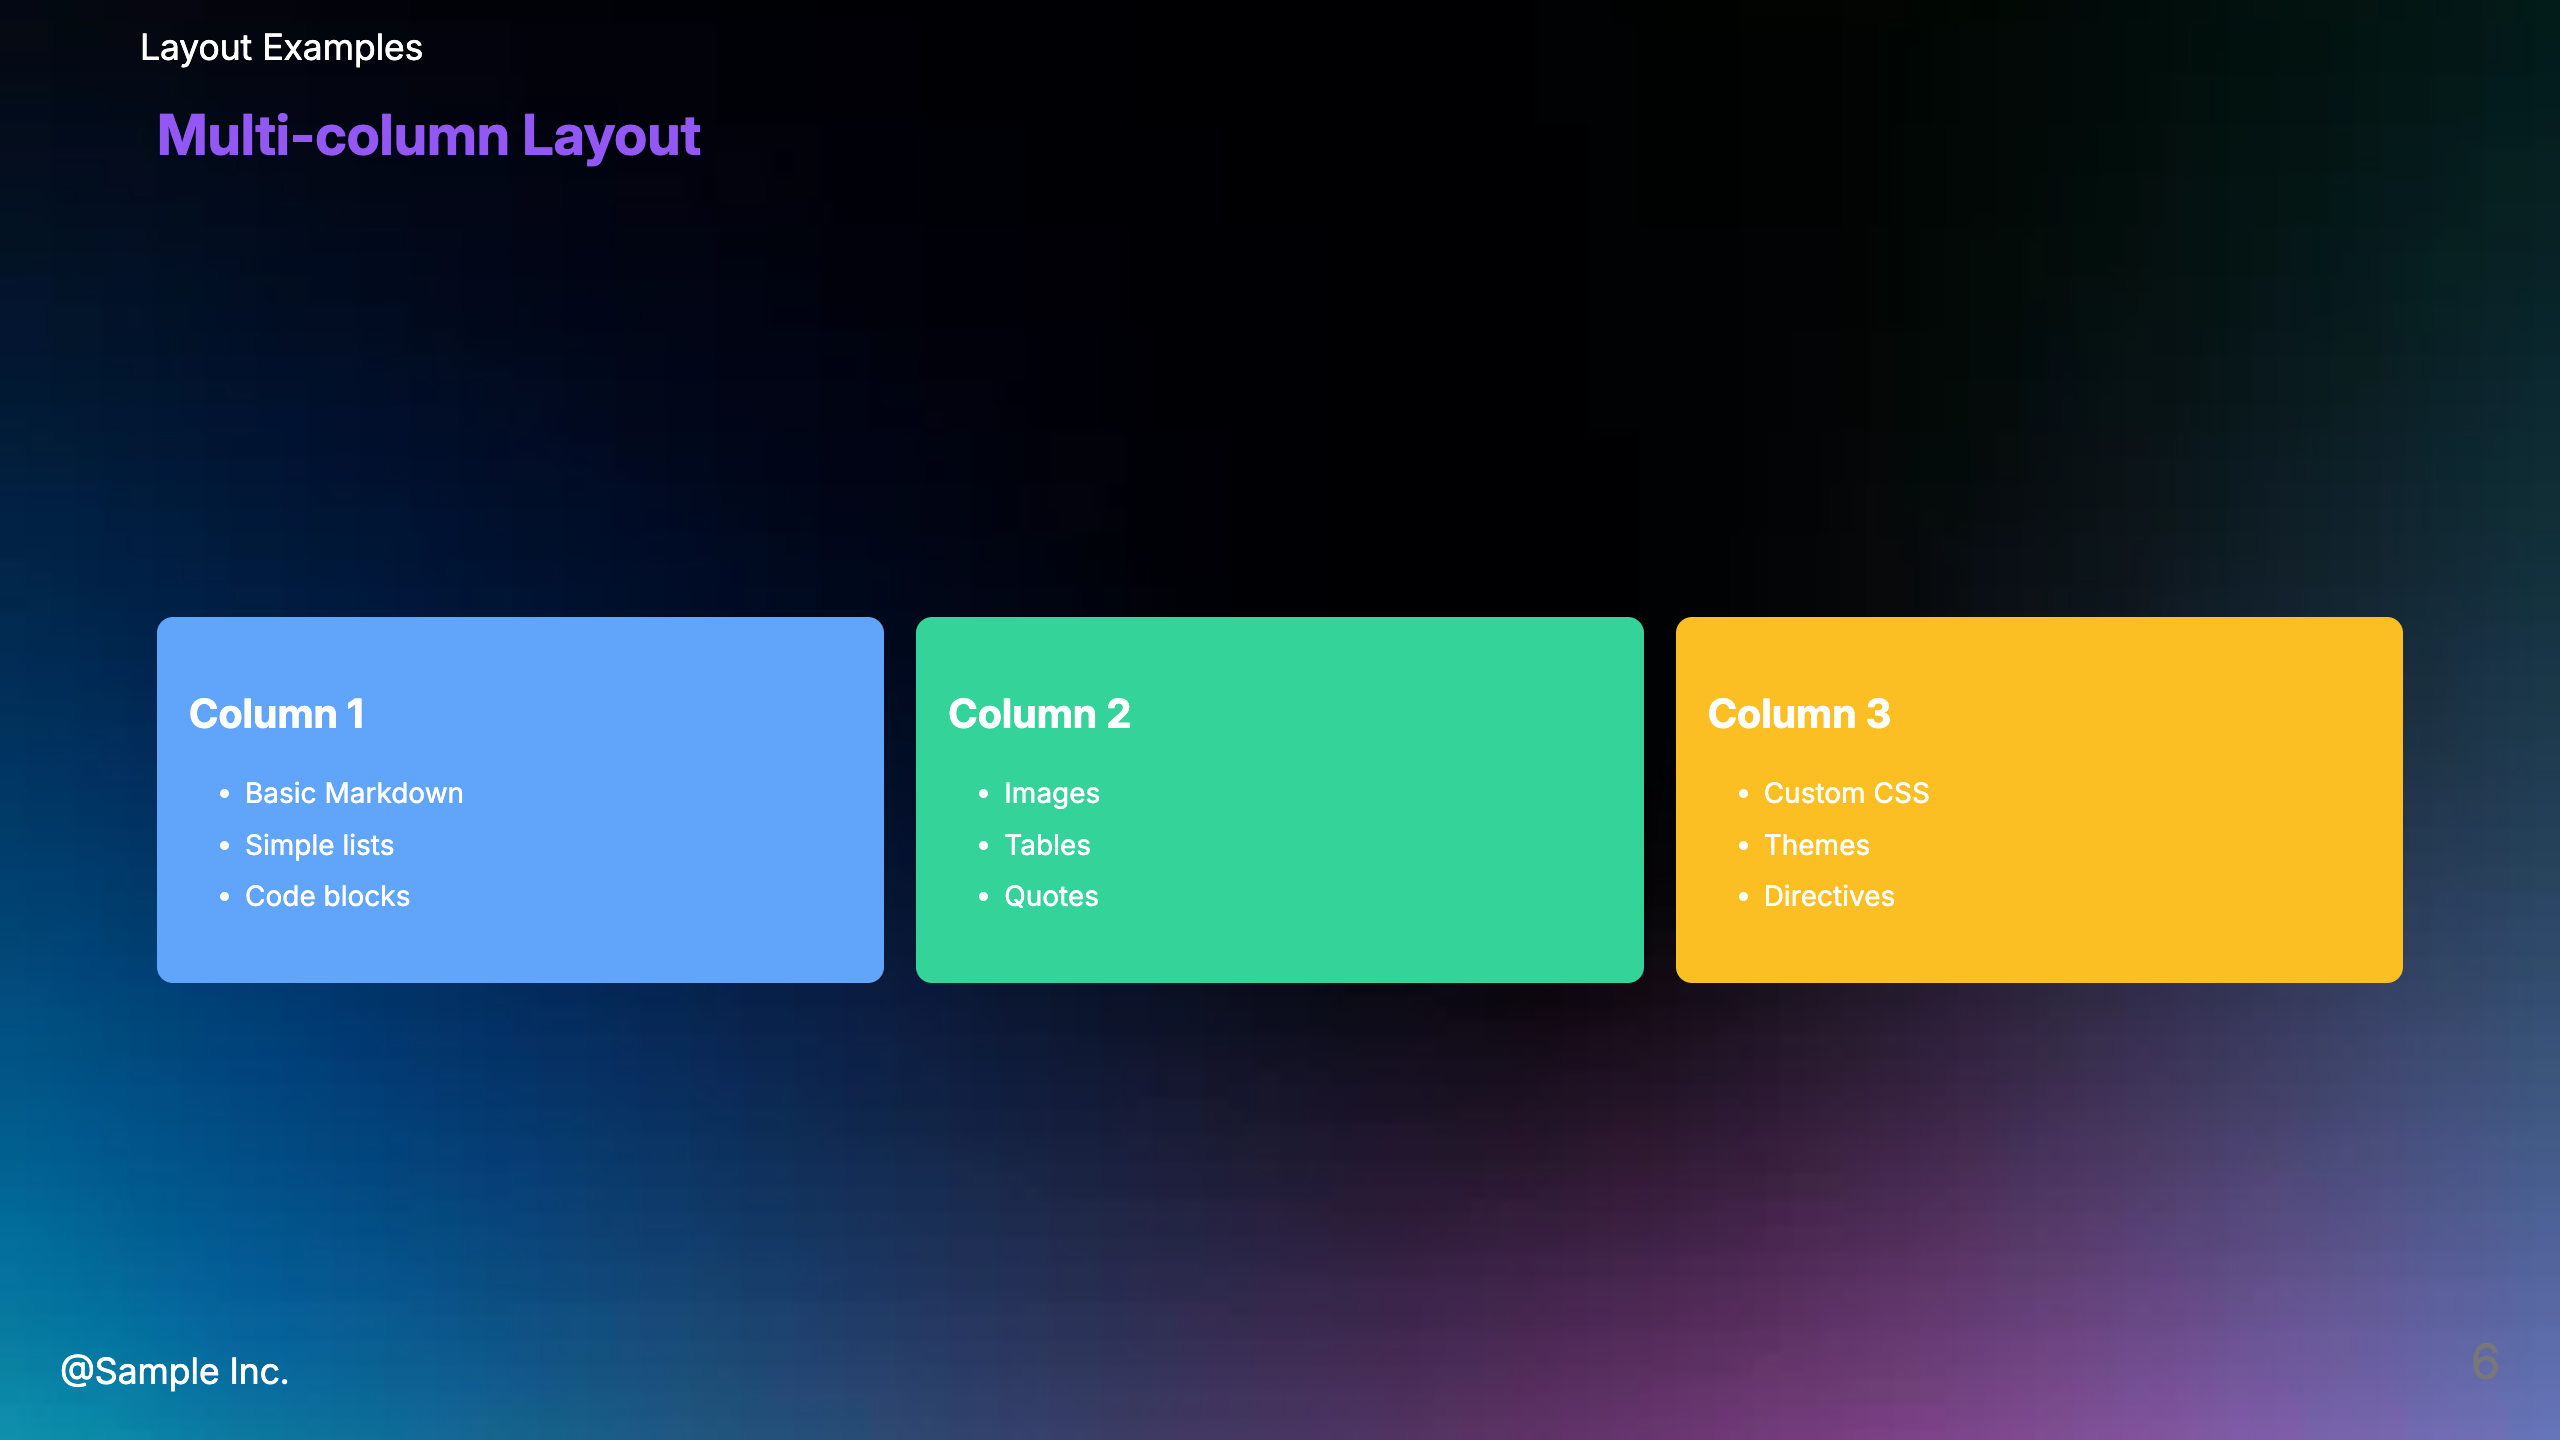 Layout Examples
Multi-column Layout
Column 1
• Basic Markdown
• Simple lists
• Code blocks
Column 2
• Images
• Tables
• Quotes
Column 3
• Custom CSS
• Themes
• Directives
@Sample Inc.
6